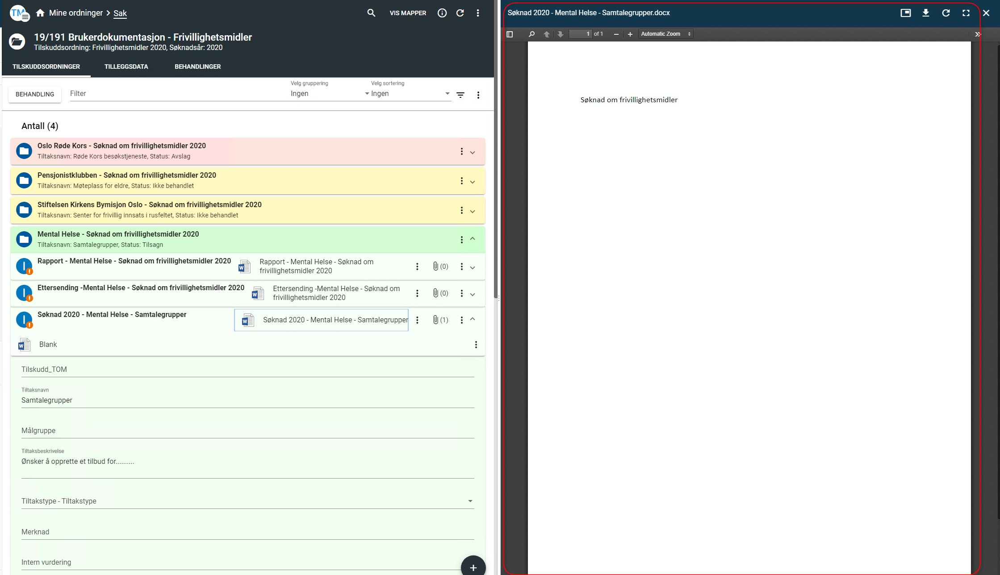 TM
Mine ordninger > Sak
VIS MAPPER
19/191 Brukerdokumentasjon - Frivillighetsmidler
Tilskuddsordning: Frivillighetsmidler 2020, Søknadsår: 2020
TILSKUDDSORDNINGER
TILLEGGSDATA
BEHANDLINGER
BEHANDLING
Filter
Velg gruppering
Ingen
Velg sortering
Ingen
Antall (4)
Oslo Røde Kors - Søknad om frivillighetsmidler 2020
Tiltaksnavn: Røde Kors besøkstjeneste, Status: Avslag
Pensjonistklubben - Søknad om frivillighetsmidler 2020
Tiltaksnavn: Møteplass for eldre, Status: Ikke behandlet
Stiftelsen Kirkens Bymisjon Oslo - Søknad om frivillighetsmidler 2020
Tiltaksnavn: Senter for frivillig innsats i rusfeltet, Status: Ikke behandlet
Mental Helse - Søknad om frivillighetsmidler 2020
Tiltaksnavn: Samtalegrupper, Status: Tilsagn
I
Rapport - Mental Helse - Søknad om frivillighetsmidler 2020
Rapport - Mental Helse - Søknad om
frivillighetsmidler 2020
(0)
I
Ettersending -Mental Helse - Søknad om frivillighetsmidler 2020
Ettersending -Mental Helse - Søknad om
frivillighetsmidler 2020
(0)
I
Søknad 2020 - Mental Helse - Samtalegrupper
Søknad 2020 - Mental Helse - Samtalegrupper
(1)
Blank
Tilskudd_TOM
Tiltaksnavn
Samtalegrupper
Målgruppe
Tiltaksbeskrivelse
Ønsker å opprette et tilbud for..........
Tiltakstype - Tiltakstype
Merknad
Intern vurdering
+
Søknad 2020 - Mental Helse - Samtalegrupper.docx
1 of 1
Automatic Zoom
Søknad om frivillighetsmidler